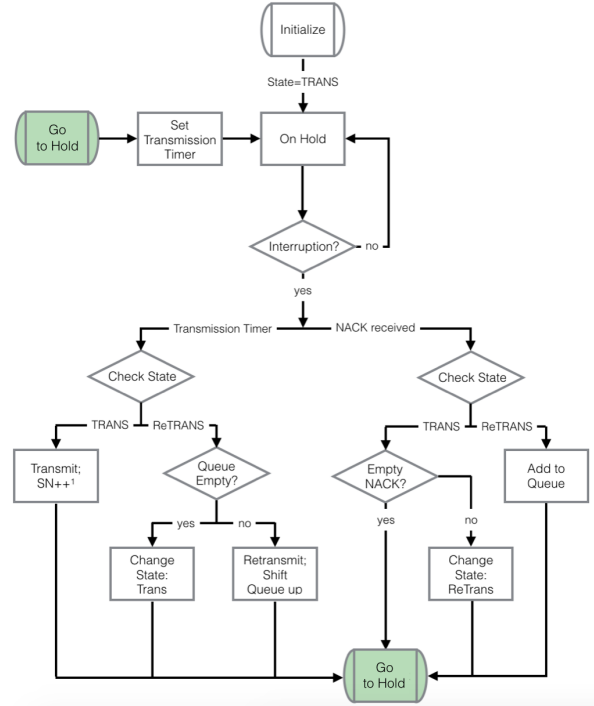 Initialize
State=TRANS
Go
to Hold
Set
Transmission
Timer
On Hold
Interruption?
no
yes
Transmission Timer
NACK received
Check State
Check State
TRANS
ReTRANS
TRANS
ReTRANS
Transmit;
SN++¹
Queue
Empty?
Empty
NACK?
Add to
Queue
yes
no
yes
no
Change
State:
Trans
Retransmit;
Shift
Queue up
Change
State:
ReTrans
Go
to Hold